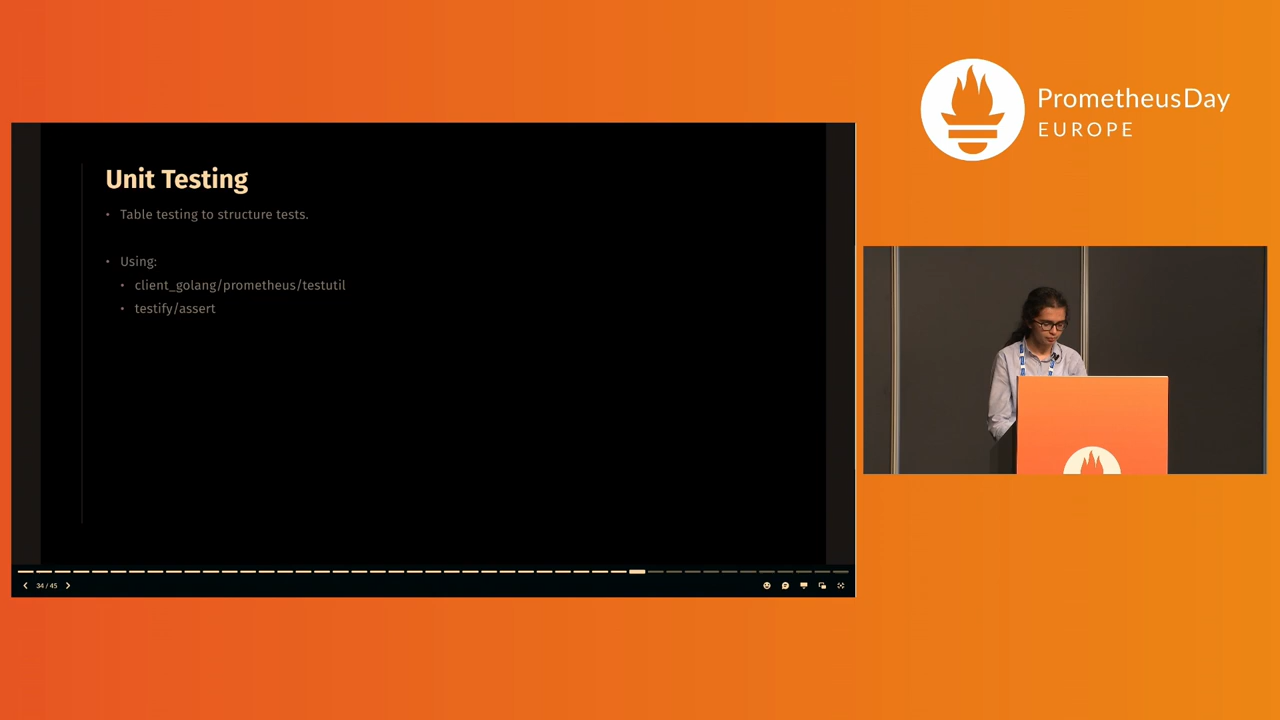 PrometheusDay
EUROPE
Unit Testing
• Table testing to structure tests.
• Using:
• client_golang/prometheus/testutil
• testify/assert
34 / 45